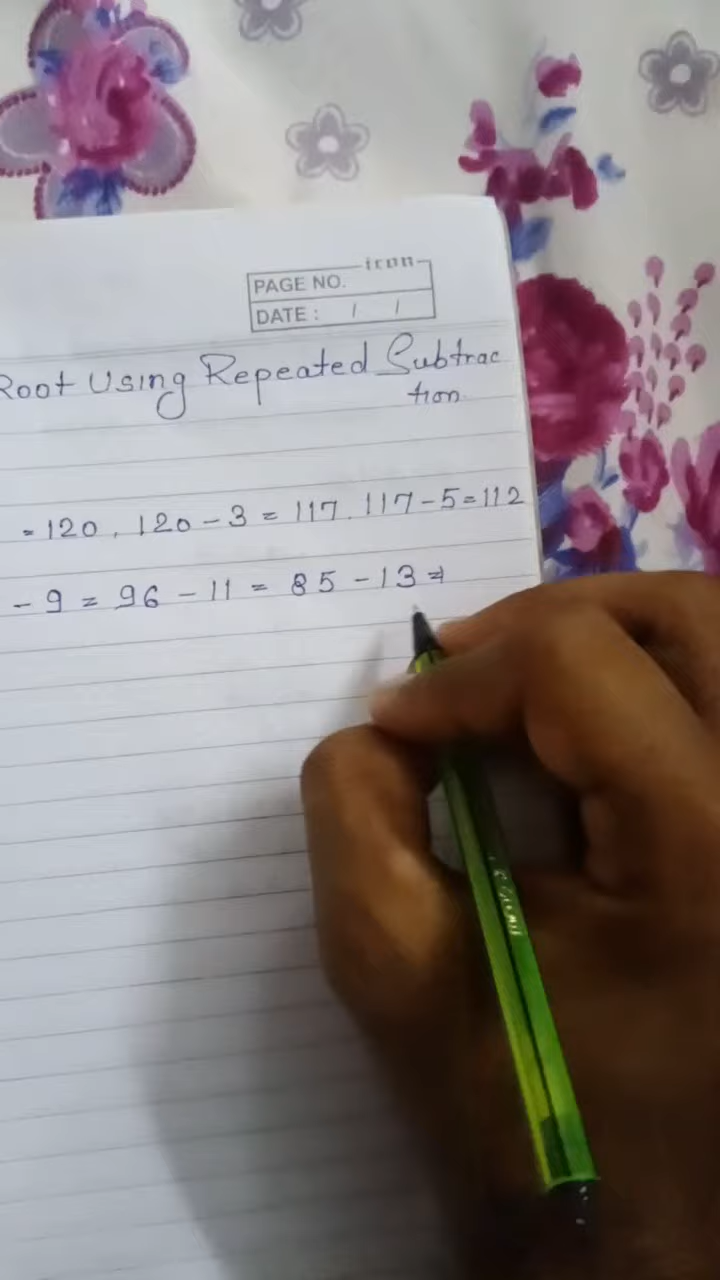 icon
PAGE NO.
DATE : / /
Root Using Repeated Subtrac
tion
= 120 , 120 - 3 = 117 . 117 - 5 = 112
- 9 = 96 - 11 = 85 - 13 =